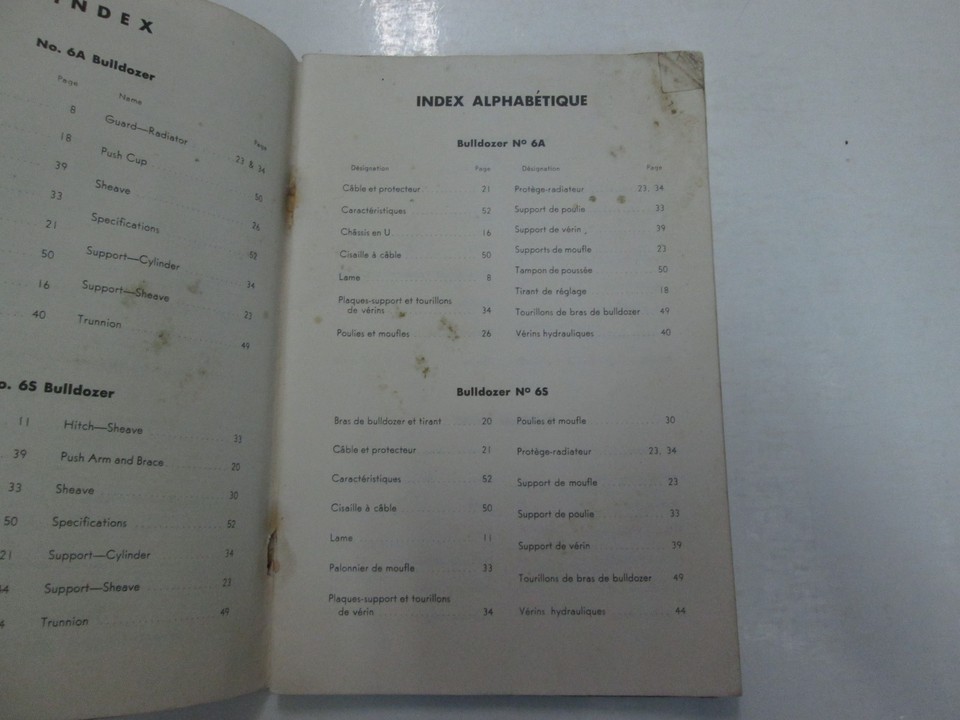 INDEX
No. 6A Bulldozer
Page Name Page
8 Guard—Radiator 23 & 34
18 Push Cup 50
39 Sheave 26
33 Specifications 52
21 Support—Cylinder 34
50 Support—Sheave 23
16 Trunnion 49
40
No. 6S Bulldozer
11 Hitch—Sheave 33
39 Push Arm and Brace 20
33 Sheave 30
50 Specifications 52
21 Support—Cylinder 34
34 Support—Sheave 23
Trunnion 49
INDEX ALPHABÉTIQUE
Bulldozer Nº 6A
Désignation Page
Câble et protecteur 21
Caractéristiques 52
Châssis en U 16
Cisaille à câble 50
Lame 8
Plaques-support et tourillons
de vérins 34
Poulies et moufles 26
Désignation Page
Protège-radiateur 23, 34
Support de poulie 33
Support de vérin 39
Supports de moufle 23
Tampon de poussée 50
Tirant de réglage 18
Tourillons de bras de bulldozer 49
Vérins hydrauliques 40
Bulldozer Nº 6S
Bras de bulldozer et tirant 20
Câble et protecteur 21
Caractéristiques 52
Cisaille à câble 50
Lame 11
Palonnier de moufle 33
Plaques-support et tourillons
de vérin 34
Poulies et moufle 30
Protège-radiateur 23, 34
Support de moufle 23
Support de poulie 33
Support de vérin 39
Tourillons de bras de bulldozer 49
Vérins hydrauliques 44